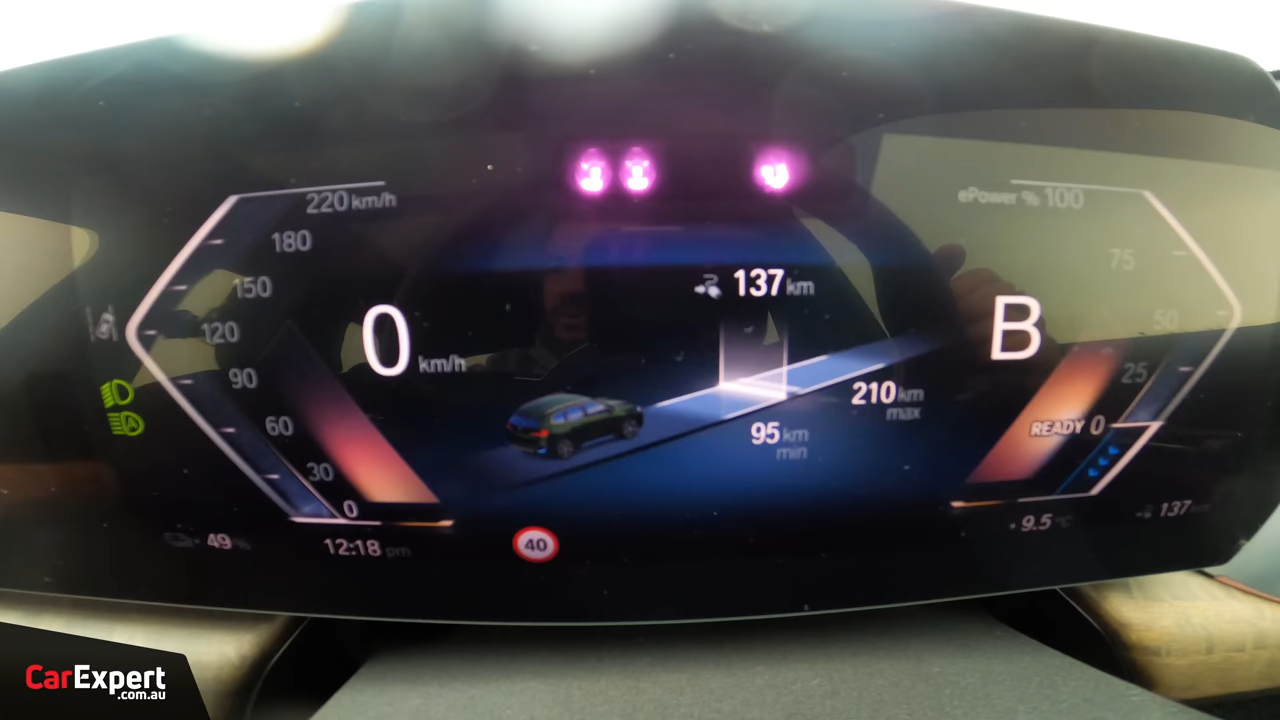 220 km/h
180
150
120
90
60
30
0
0 km/h
137 km
210 km
max
95 km
min
ePower % 100
75
50
25
READY 0
B
49 %
12:18 pm
40
- 9.5 °C
137 km
CarExpert
.com.au